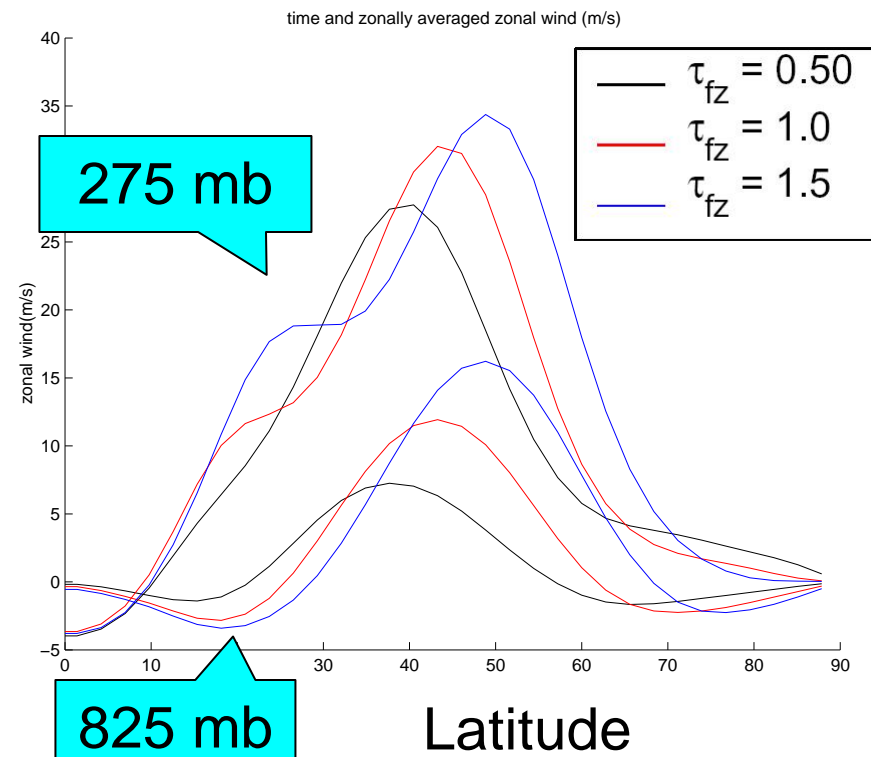 time and zonally averaged zonal wind (m/s)
40
35
25
20
15
10
5
0
−5
zonal wind(m/s)
275 mb
τfz = 0.50
τfz = 1.0
τfz = 1.5
0 10 30 40 50 60 70 80 90
825 mb
Latitude